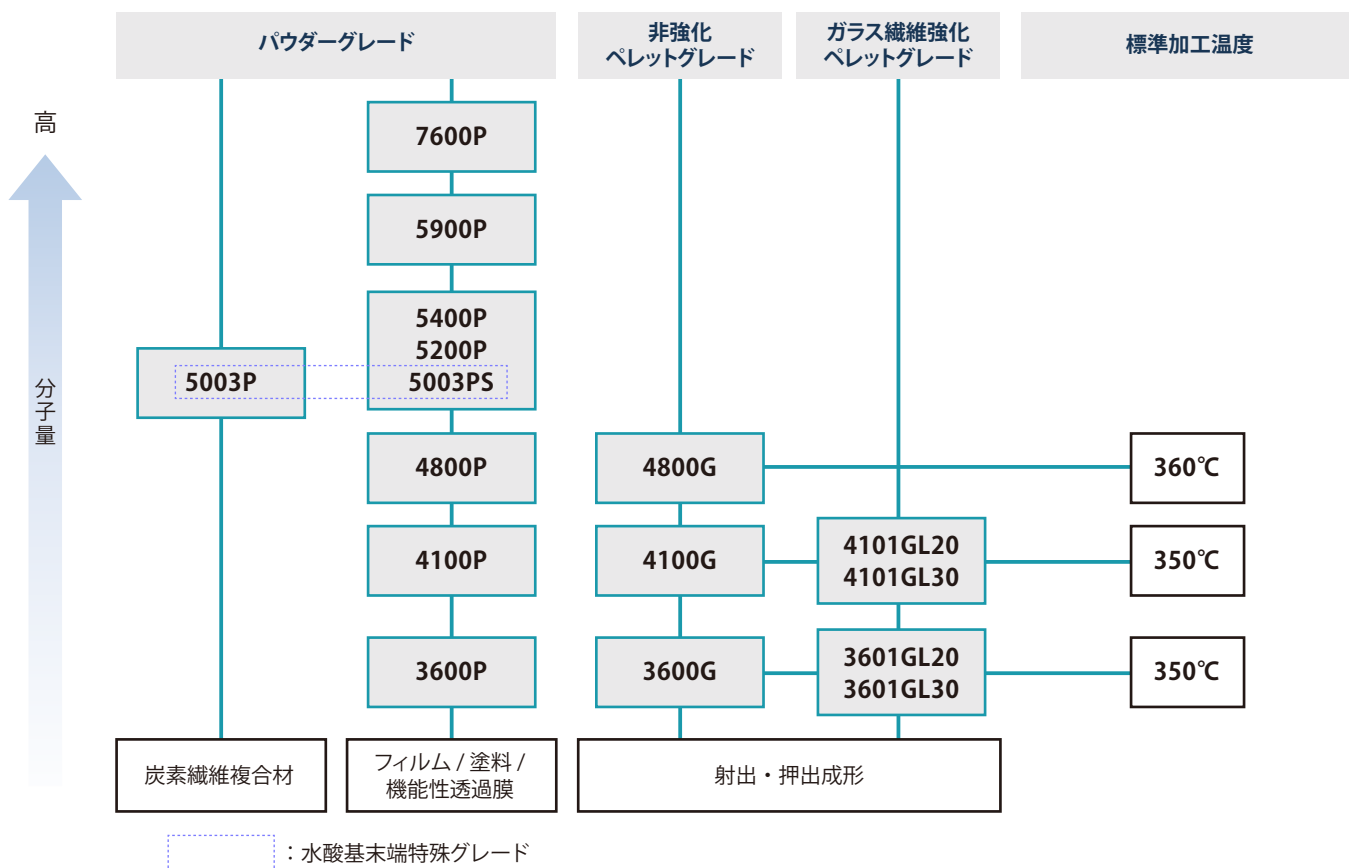 パウダーグレード
非強化
ペレットグレード
ガラス繊維強化
ペレットグレード
標準加工温度
高
分子量
7600P
5900P
5400P
5200P
5003P
5003PS
4800P
4800G
360℃
4100P
4100G
4101GL20
4101GL30
350℃
3600P
3600G
3601GL20
3601GL30
350℃
炭素繊維複合材
フィルム / 塗料 /
機能性透過膜
射出・押出成形
：水酸基末端特殊グレード